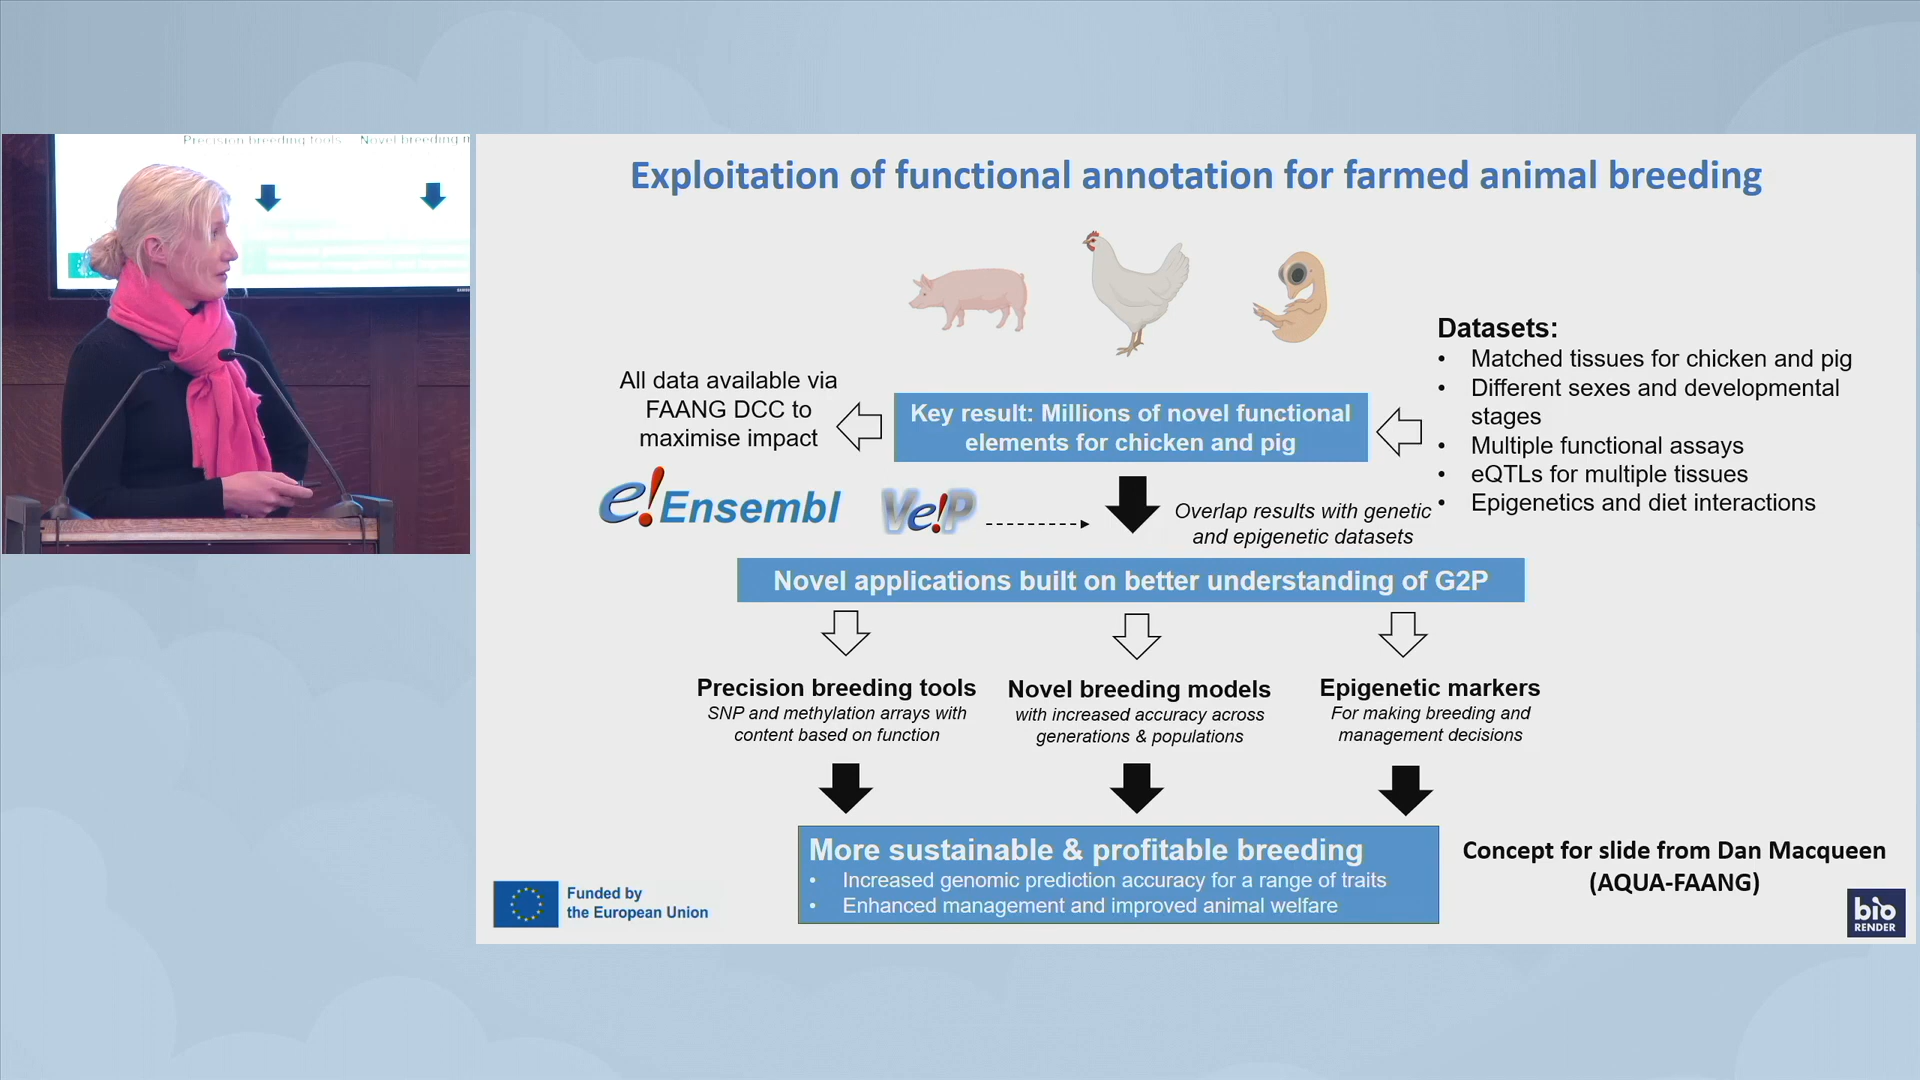 Precision breeding tools Novel breeding
Exploitation of functional annotation for farmed animal breeding
Datasets:
• Matched tissues for chicken and pig
• Different sexes and developmental
stages
• Multiple functional assays
• eQTLs for multiple tissues
• Epigenetics and diet interactions
All data available via
FAANG DCC to
maximise impact
Key result: Millions of novel functional
elements for chicken and pig
e!Ensembl
Ve!P
Overlap results with genetic
and epigenetic datasets
Novel applications built on better understanding of G2P
Precision breeding tools
SNP and methylation arrays with
content based on function
Novel breeding models
with increased accuracy across
generations & populations
Epigenetic markers
For making breeding and
management decisions
More sustainable & profitable breeding
• Increased genomic prediction accuracy for a range of traits
• Enhanced management and improved animal welfare
Funded by
the European Union
Concept for slide from Dan Macqueen
(AQUA-FAANG)
bio
RENDER